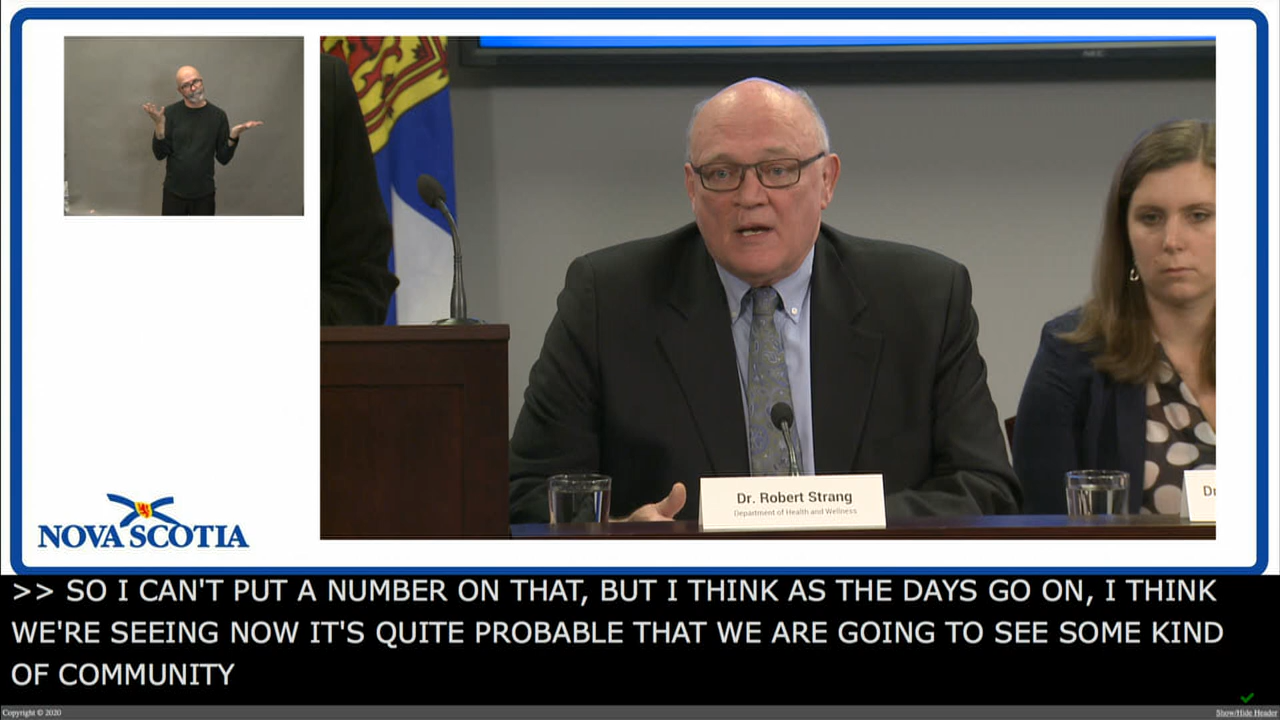 NEC
Dr. Robert Strang
Department of Health and Wellness
Dr
NOVA SCOTIA
>> SO I CAN'T PUT A NUMBER ON THAT, BUT I THINK AS THE DAYS GO ON, I THINK
WE'RE SEEING NOW IT'S QUITE PROBABLE THAT WE ARE GOING TO SEE SOME KIND
OF COMMUNITY
Copyright © 2020
Show/Hide Header